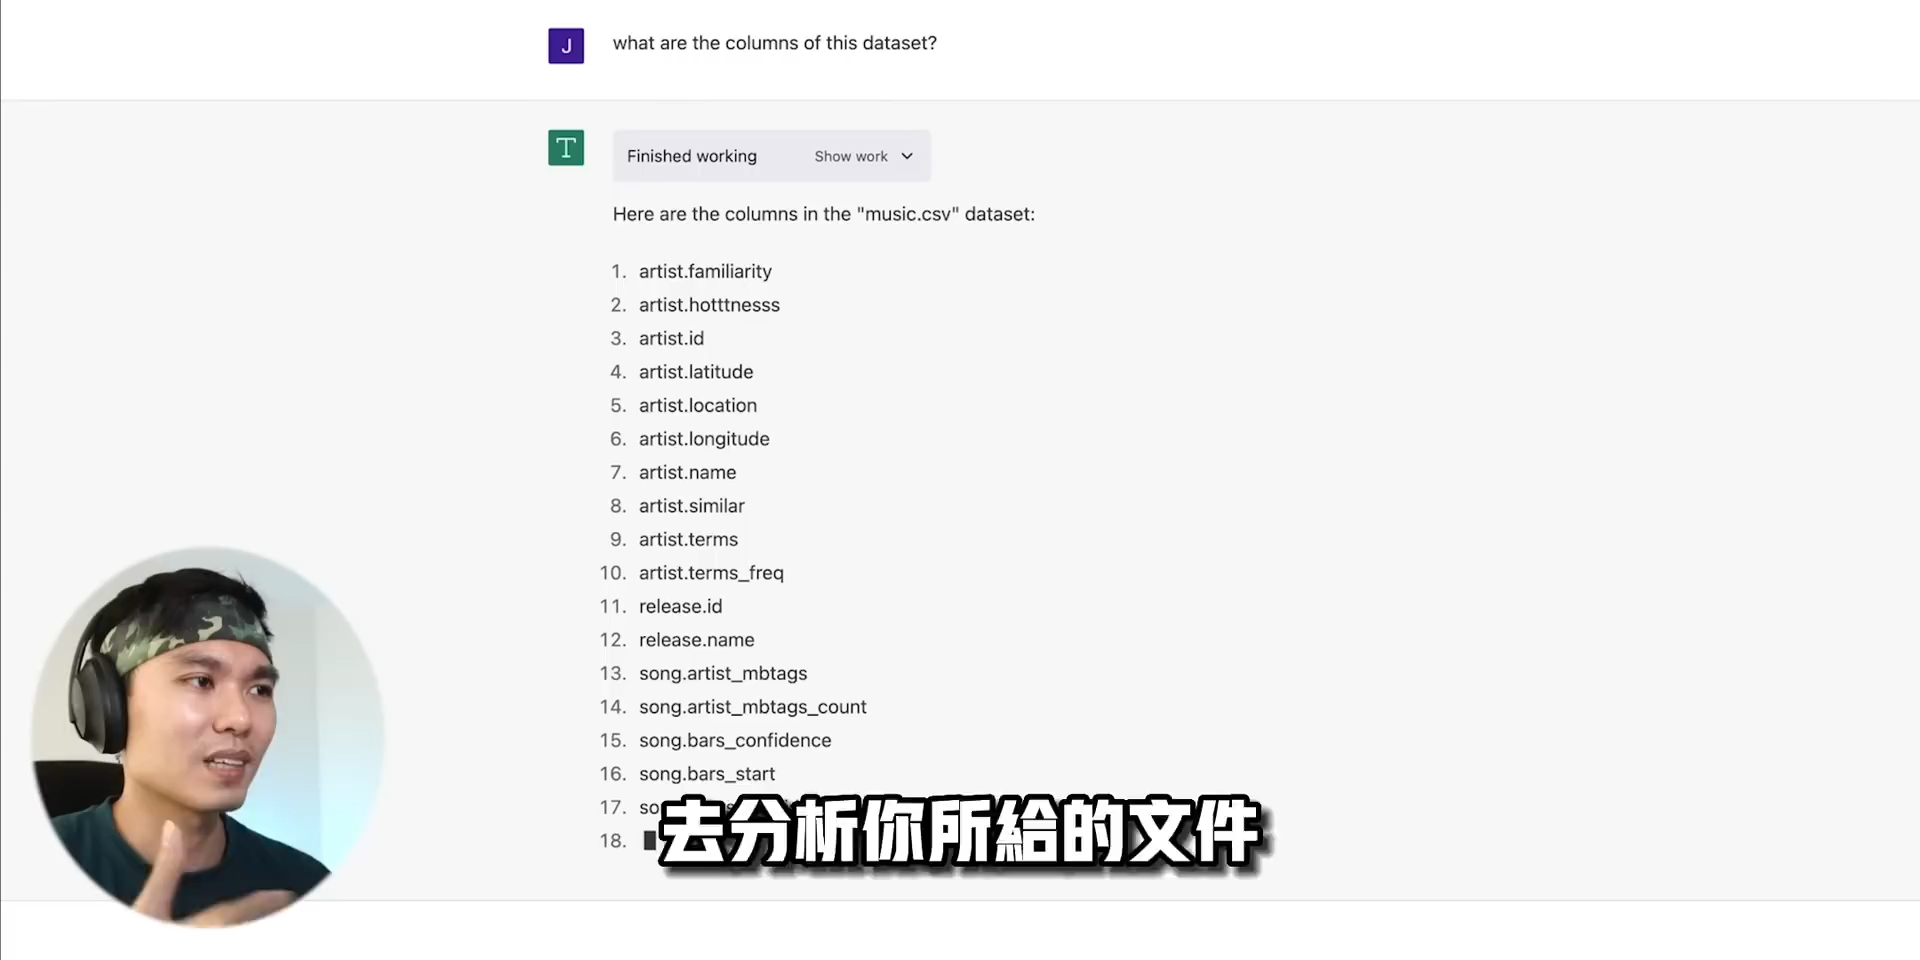 J
what are the columns of this dataset?
T
Finished working
Show work
Here are the columns in the "music.csv" dataset:
1. artist.familiarity
2. artist.hotttnesss
3. artist.id
4. artist.latitude
5. artist.location
6. artist.longitude
7. artist.name
8. artist.similar
9. artist.terms
10. artist.terms_freq
11. release.id
12. release.name
13. song.artist_mbtags
14. song.artist_mbtags_count
15. song.bars_confidence
16. song.bars_start
17.
18.
去分析你所給的文件